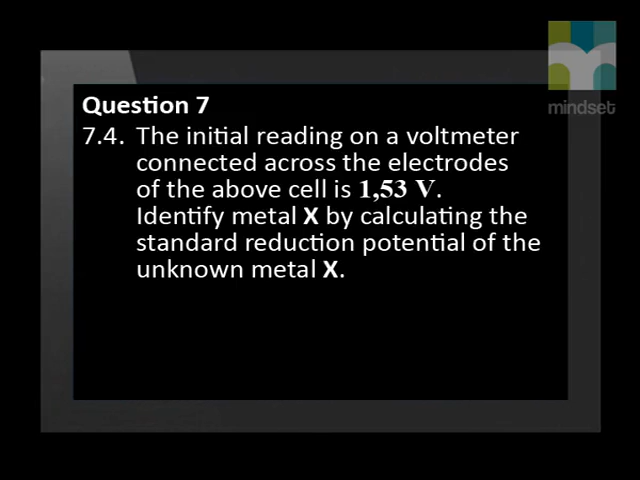 mindset
Question 7
7.4. The initial reading on a voltmeter
connected across the electrodes
of the above cell is 1,53 V.
Identify metal X by calculating the
standard reduction potential of the
unknown metal X.